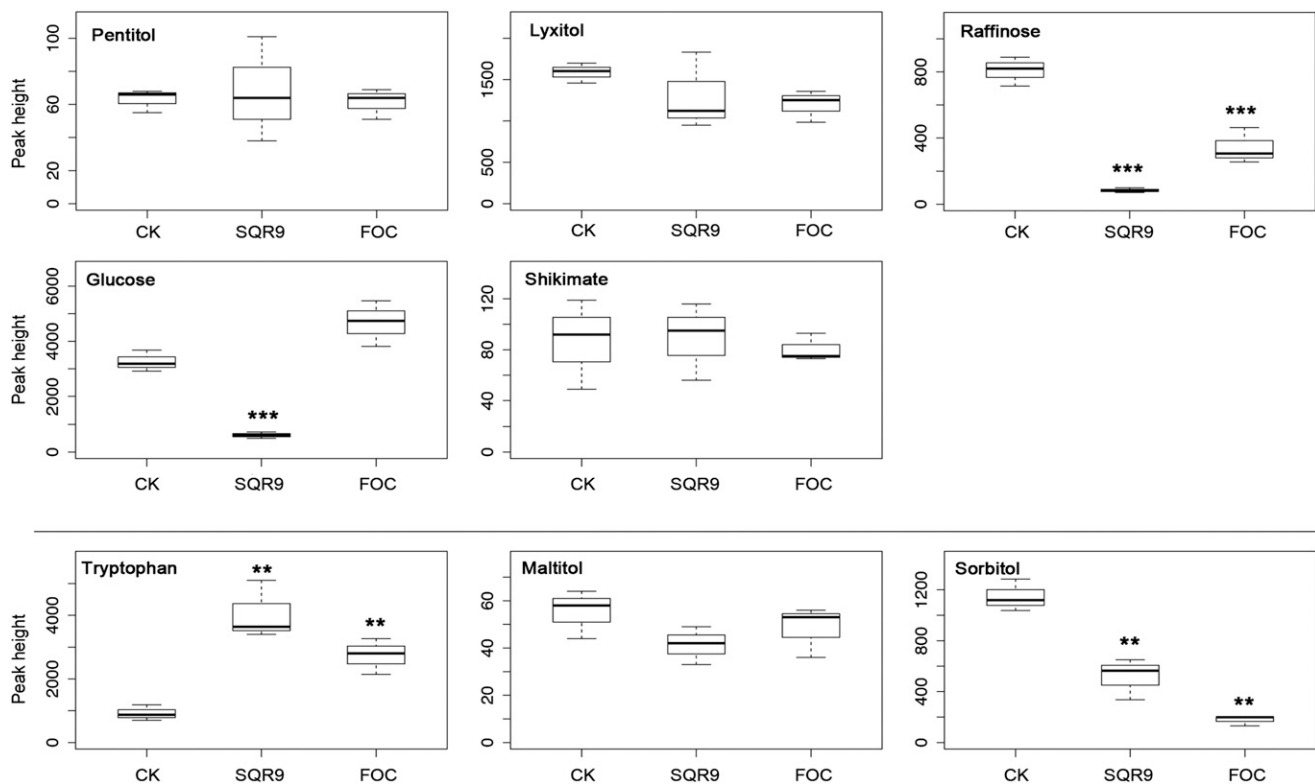 Pentitol
Peak height
0 20 60 100
CK SQR9 FOC
Lyxitol
0 500 1500
CK SQR9 FOC
Raffinose
0 400 800
***
***
CK SQR9 FOC
Glucose
Peak height
0 2000 4000 6000
***
CK SQR9 FOC
Shikimate
0 40 80 120
CK SQR9 FOC
Tryptophan
Peak height
0 2000 4000
**
**
CK SQR9 FOC
Maltitol
0 20 40 60
CK SQR9 FOC
Sorbitol
0 400 800 1200
**
**
CK SQR9 FOC